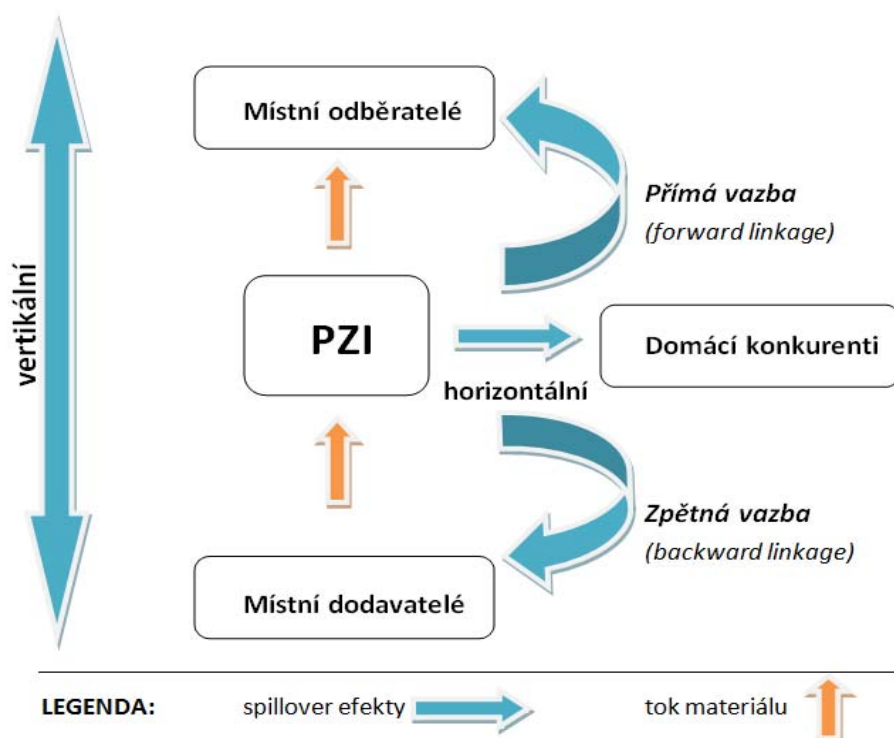 Místní odběratelé
Přímá vazba
(forward linkage)
vertikální
PZI
Domácí konkurenti
horizontální
Zpětná vazba
(backward linkage)
Místní dodavatelé
LEGENDA:
spillover efekty
tok materiálu